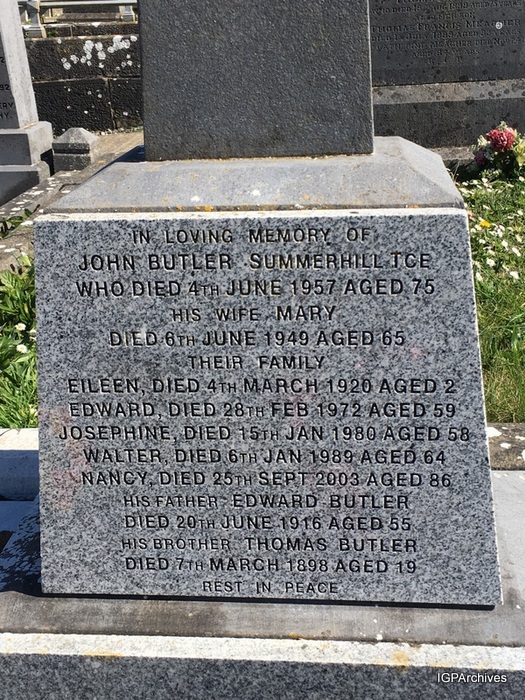 THOMAS FRANCIS MEAGHER
IN LOVING MEMORY OF
JOHN BUTLER SUMMERHILL TCE
WHO DIED 4TH JUNE 1957 AGED 75
HIS WIFE MARY
DIED 6TH JUNE 1949 AGED 65
THEIR FAMILY
EILEEN, DIED 4TH MARCH 1920 AGED 2
EDWARD, DIED 28TH FEB 1972 AGED 59
JOSEPHINE, DIED 15TH JAN 1980 AGED 58
WALTER, DIED 6TH JAN 1989 AGED 64
NANCY, DIED 25TH SEPT 2003 AGED 86
HIS FATHER EDWARD BUTLER
DIED 20TH JUNE 1916 AGED 55
HIS BROTHER THOMAS BUTLER
DIED 7TH MARCH 1898 AGED 19
REST IN PEACE
IGPArchives